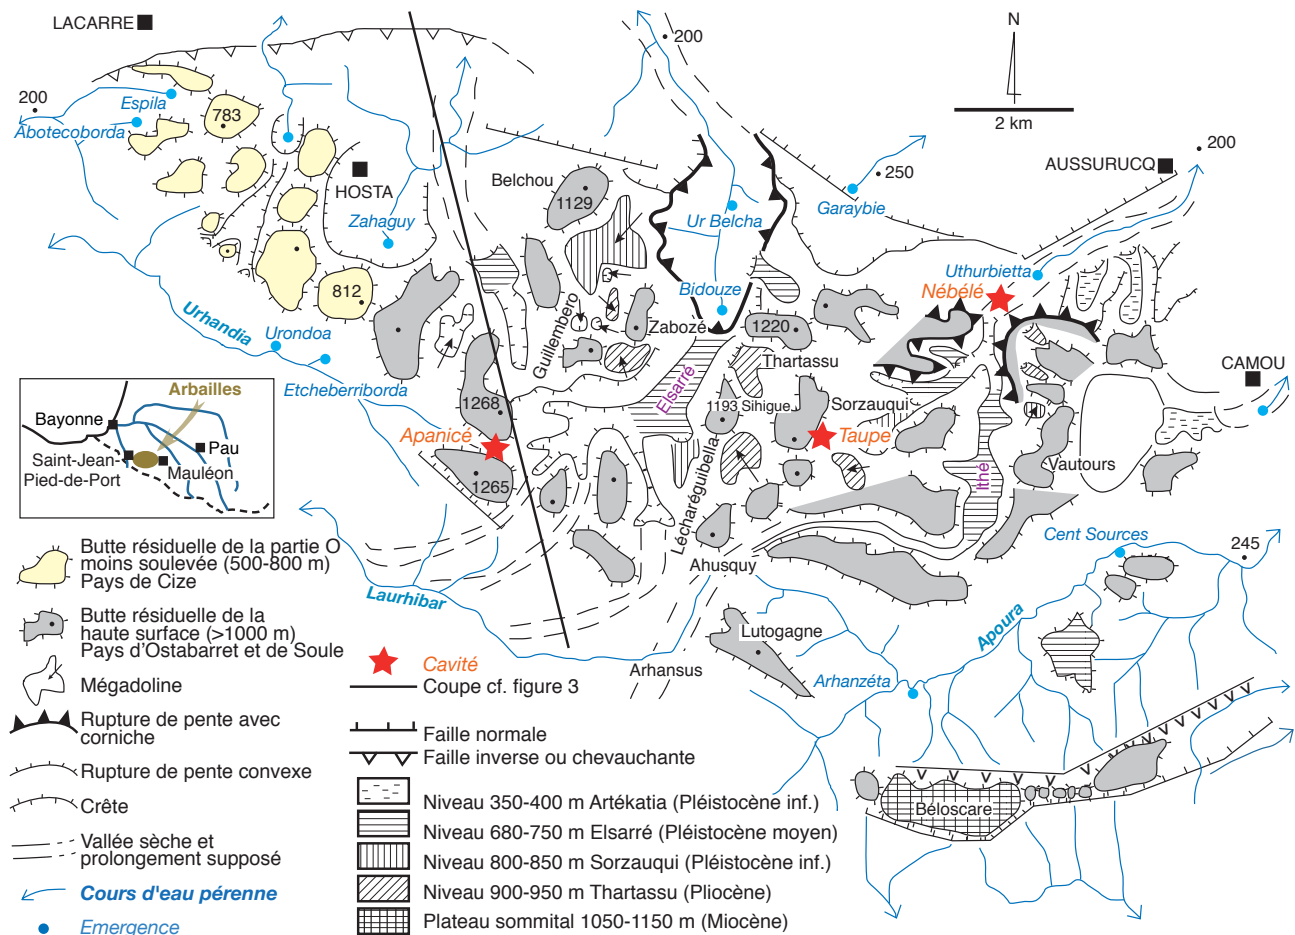 LACARRE
200
N
2 km
200
Espila
783
Abotecoborda
HOSTA
Zahaguy
Belchou
1129
Ur Belcha
250
Garaybie
AUSSURUCQ
200
Uthurbietta
Nébélé
812
Bidouze
Urhandia
Urondoa
Etcheberriborda
Guillembero
Zabozé
1220
Thartassu
Elsarré
CAMOU
Arbailles
Bayonne
Pau
Saint-Jean-
Pied-de-Port
Mauléon
1268
Apanicé
1265
1193 Sihigue
Sorzauqui
Taupe
Lécharéguibella
Ithé
Vautours
Ahusquy
Cent Sources
245
Laurhibar
Apoura
Lutogagne
Arhansus
Arhanzéta
Béloscare
Butte résiduelle de la partie O
moins soulevée (500-800 m)
Pays de Cize
Butte résiduelle de la
haute surface (>1000 m)
Pays d'Ostabarret et de Soule
Mégadoline
Rupture de pente avec
corniche
Rupture de pente convexe
Crête
Vallée sèche et
prolongement supposé
Cours d'eau pérenne
Emergence
Cavité
Coupe cf. figure 3
Faille normale
Faille inverse ou chevauchante
Niveau 350-400 m Artékatia (Pléistocène inf.)
Niveau 680-750 m Elsarré (Pléistocène moyen)
Niveau 800-850 m Sorzauqui (Pléistocène inf.)
Niveau 900-950 m Thartassu (Pliocène)
Plateau sommital 1050-1150 m (Miocène)